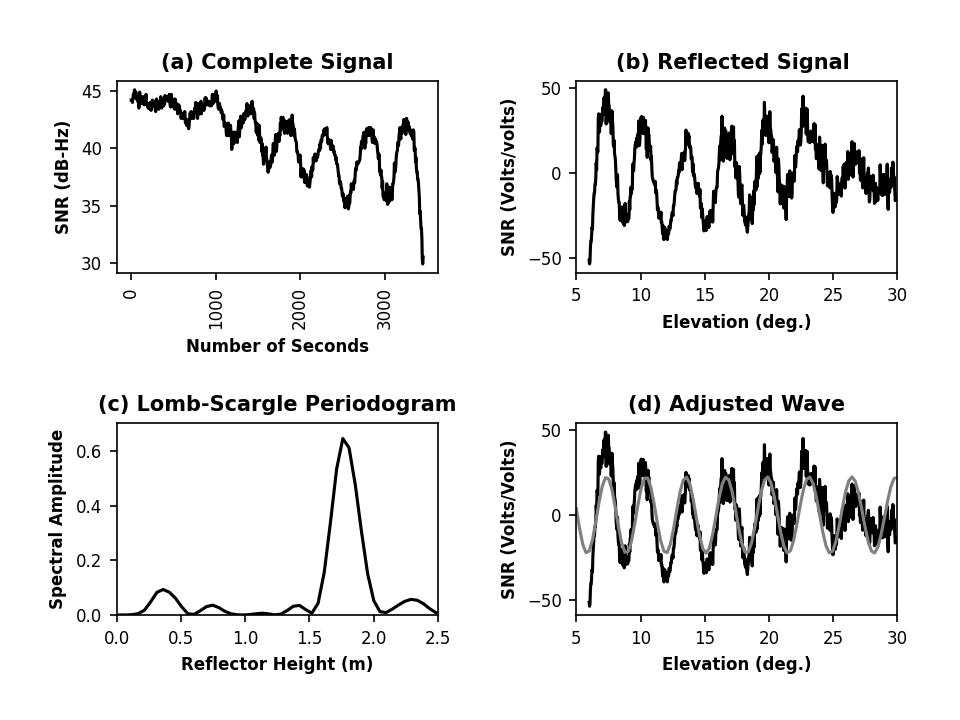 (a) Complete Signal
SNR (dB-Hz)
45
40
35
30
0
1000
2000
3000
Number of Seconds
(b) Reflected Signal
SNR (Volts/volts)
50
0
−50
5 10 15 20 25 30
Elevation (deg.)
(c) Lomb-Scargle Periodogram
Spectral Amplitude
0.6
0.4
0.2
0.0
0.0 0.5 1.0 1.5 2.0 2.5
Reflector Height (m)
(d) Adjusted Wave
SNR (Volts/Volts)
50
0
−50
5 10 15 20 25 30
Elevation (deg.)